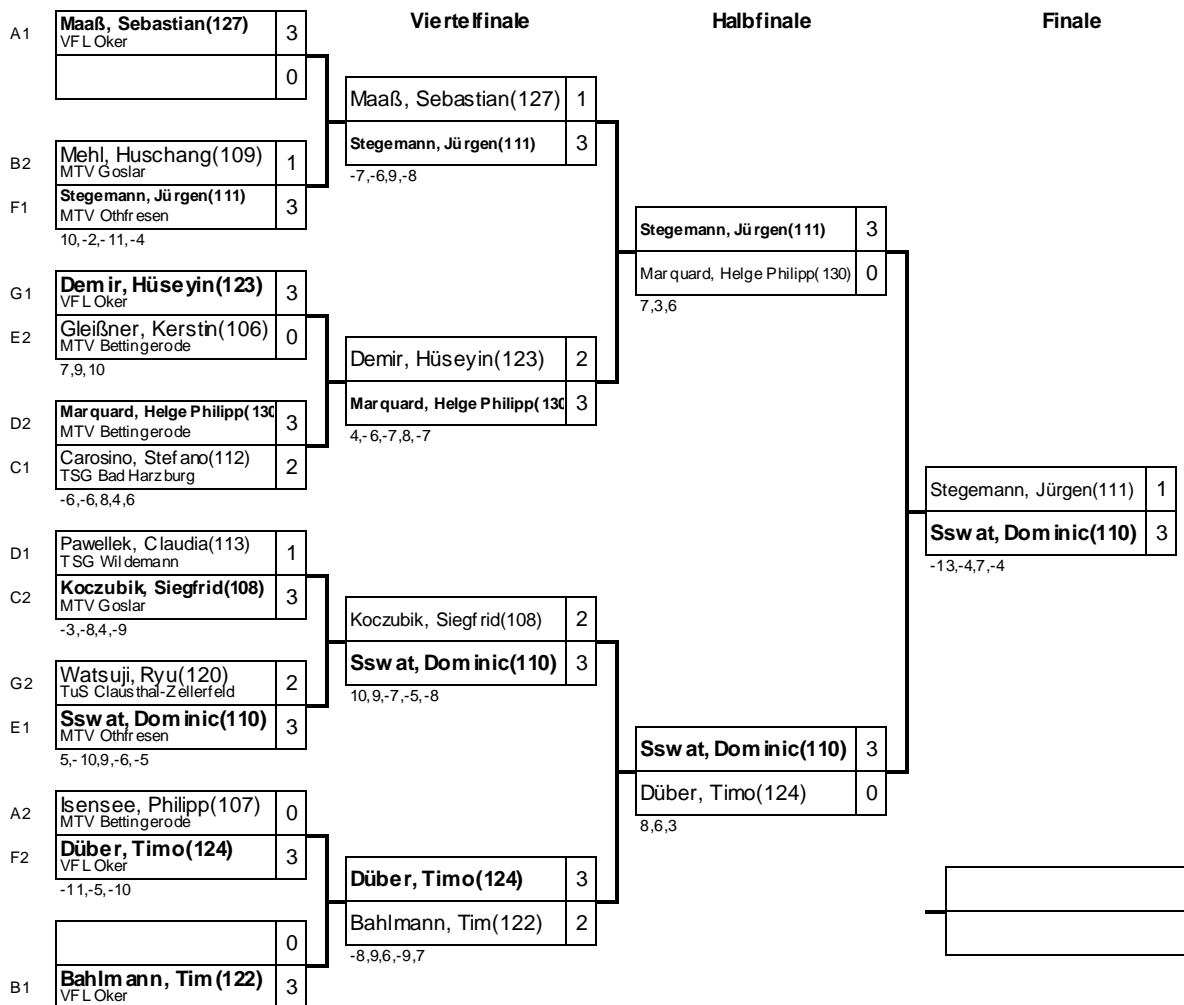 Viertelfinale
Halbfinale
Finale
A1
Maaß, Sebastian(127)
VFL Oker
3
0
B2
Mehl, Huschang(109)
MTV Goslar
1
F1
Stegemann, Jürgen(111)
MTV Othfresen
3
10,-2,-11,-4
G1
Demir, Hüseyin(123)
VFL Oker
3
E2
Gleißner, Kerstin(106)
MTV Bettingerode
0
7,9,10
D2
Marquard, Helge Philipp(130
MTV Bettingerode
3
C1
Carosino, Stefano(112)
TSG Bad Harzburg
2
-6,-6,8,4,6
D1
Pawellek, Claudia(113)
TSG Wildemann
1
C2
Koczubik, Siegfrid(108)
MTV Goslar
3
-3,-8,4,-9
G2
Watsuji, Ryu(120)
TuS Clausthal-Zellerfeld
2
E1
Sswat, Dominic(110)
MTV Othfresen
3
5,-10,9,-6,-5
A2
Isensee, Philipp(107)
MTV Bettingerode
0
F2
Düber, Timo(124)
VFL Oker
3
-11,-5,-10
0
B1
Bahlmann, Tim(122)
VFL Oker
3
Maaß, Sebastian(127) 1
Stegemann, Jürgen(111) 3
-7,-6,9,-8
Demir, Hüseyin(123) 2
Marquard, Helge Philipp(130 3
4,-6,-7,8,-7
Koczubik, Siegfrid(108) 2
Sswat, Dominic(110) 3
10,9,-7,-5,-8
Düber, Timo(124) 3
Bahlmann, Tim(122) 2
-8,9,6,-9,7
Stegemann, Jürgen(111) 3
Marquard, Helge Philipp(130) 0
7,3,6
Sswat, Dominic(110) 3
Düber, Timo(124) 0
8,6,3
Stegemann, Jürgen(111) 1
Sswat, Dominic(110) 3
-13,-4,7,-4